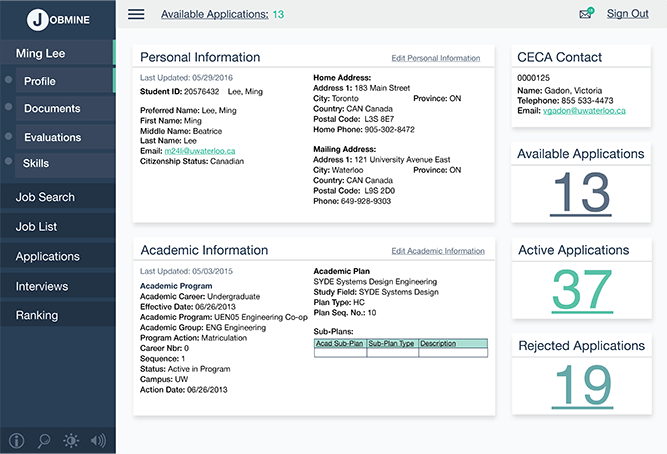 JOBMINE
Available Applications: 13
Sign Out
Ming Lee
Profile
Documents
Evaluations
Skills
Job Search
Job List
Applications
Interviews
Ranking
Personal Information
Edit Personal Information
Last Updated: 05/29/2016
Student ID: 20576432 Lee, Ming
Preferred Name: Lee, Ming
First Name: Ming
Middle Name: Beatrice
Last Name: Lee
Email: m24li@uwaterloo.ca
Citizenship Status: Canadian
Home Address:
Address 1: 183 Main Street
City: Toronto Province: ON
Country: CAN Canada
Postal Code: L3S 8E7
Home Phone: 905-302-8472
Mailing Address:
Address 1: 121 University Avenue East
City: Waterloo Province: ON
Country: CAN Canada
Postal Code: L9S 2D0
Phone: 649-928-9303
Academic Information
Edit Academic Information
Last Updated: 05/03/2015
Academic Program
Academic Career: Undergraduate
Effective Date: 06/26/2013
Academic Program: UEN05 Engineering Co-op
Academic Group: ENG Engineering
Program Action: Matriculation
Career Nbr: 0
Sequence: 1
Status: Active in Program
Campus: UW
Action Date: 06/26/2013
Academic Plan
SYDE Systems Design Engineering
Study Field: SYDE Systems Design
Plan Type: HC
Plan Seq. No.: 10
Sub-Plans:
Acad Sub-Plan Sub-Plan Type Description
CECA Contact
0000125
Name: Gadon, Victoria
Telephone: 855 533-4473
Email: vgadon@uwaterloo.ca
Available Applications
13
Active Applications
37
Rejected Applications
19